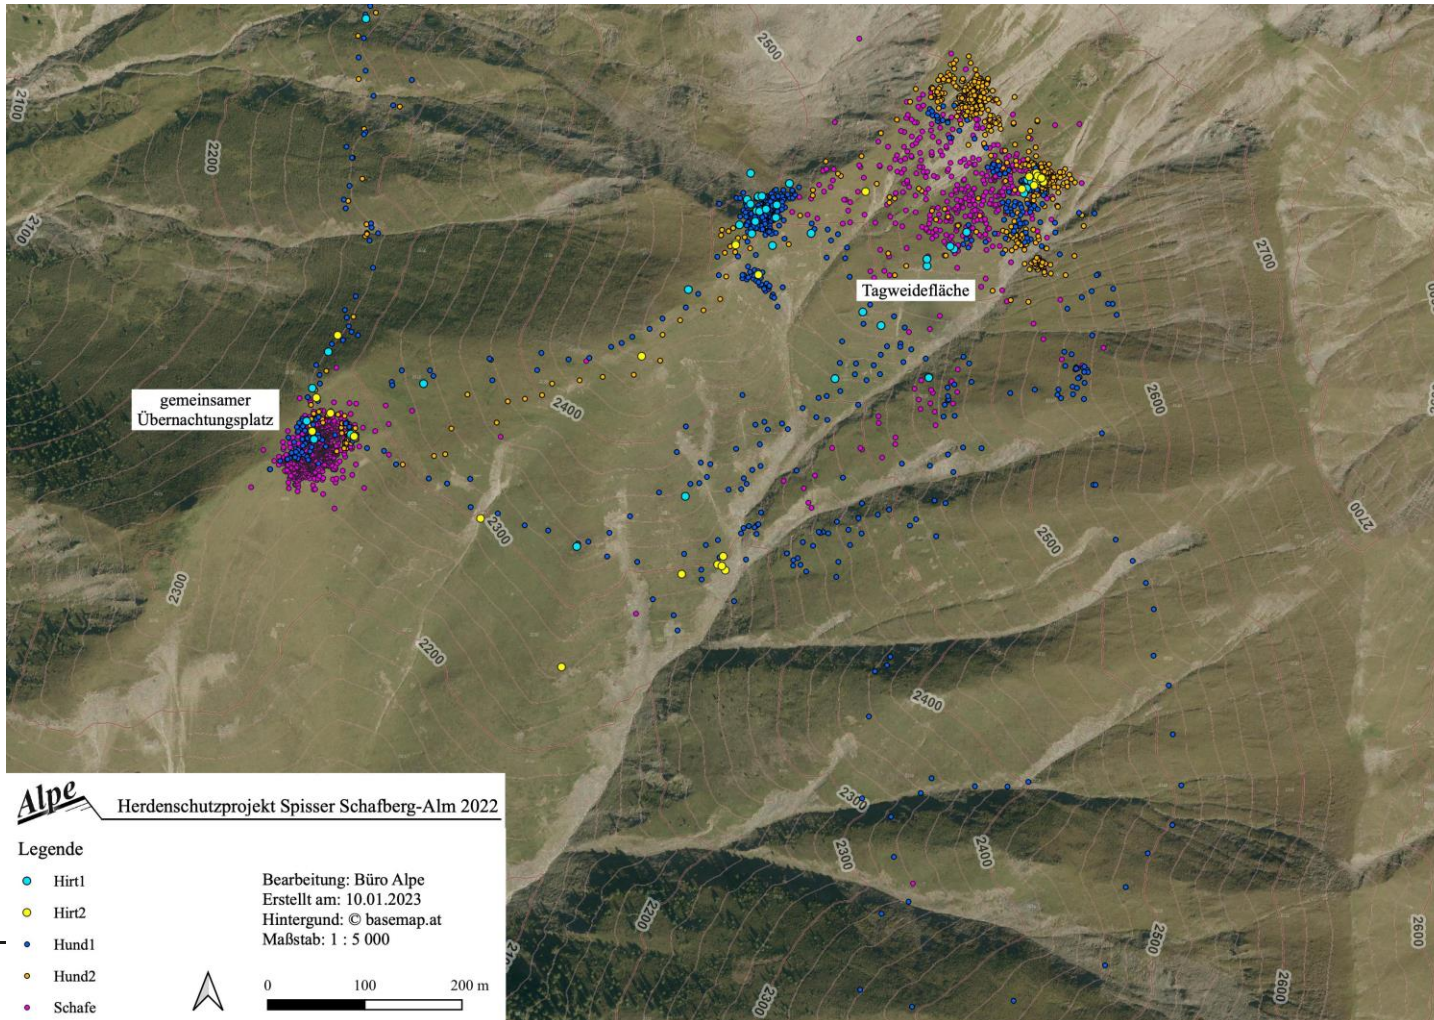 2500
2100
2200
2100
2700
Tagweidefläche
gemeinsamer
Übernachtungsplatz
2400
2600
2300
2500
2700
2300
2200
2400
2300
2300
2400
2200
2500
2600
2600
2300
Alpe
Herdenschutzprojekt Spisser Schafberg-Alm 2022
Legende
Hirt1
Hirt2
Hund1
Hund2
Schafe
Bearbeitung: Büro Alpe
Erstellt am: 10.01.2023
Hintergund: © basemap.at
Maßstab: 1 : 5 000
0 100 200 m